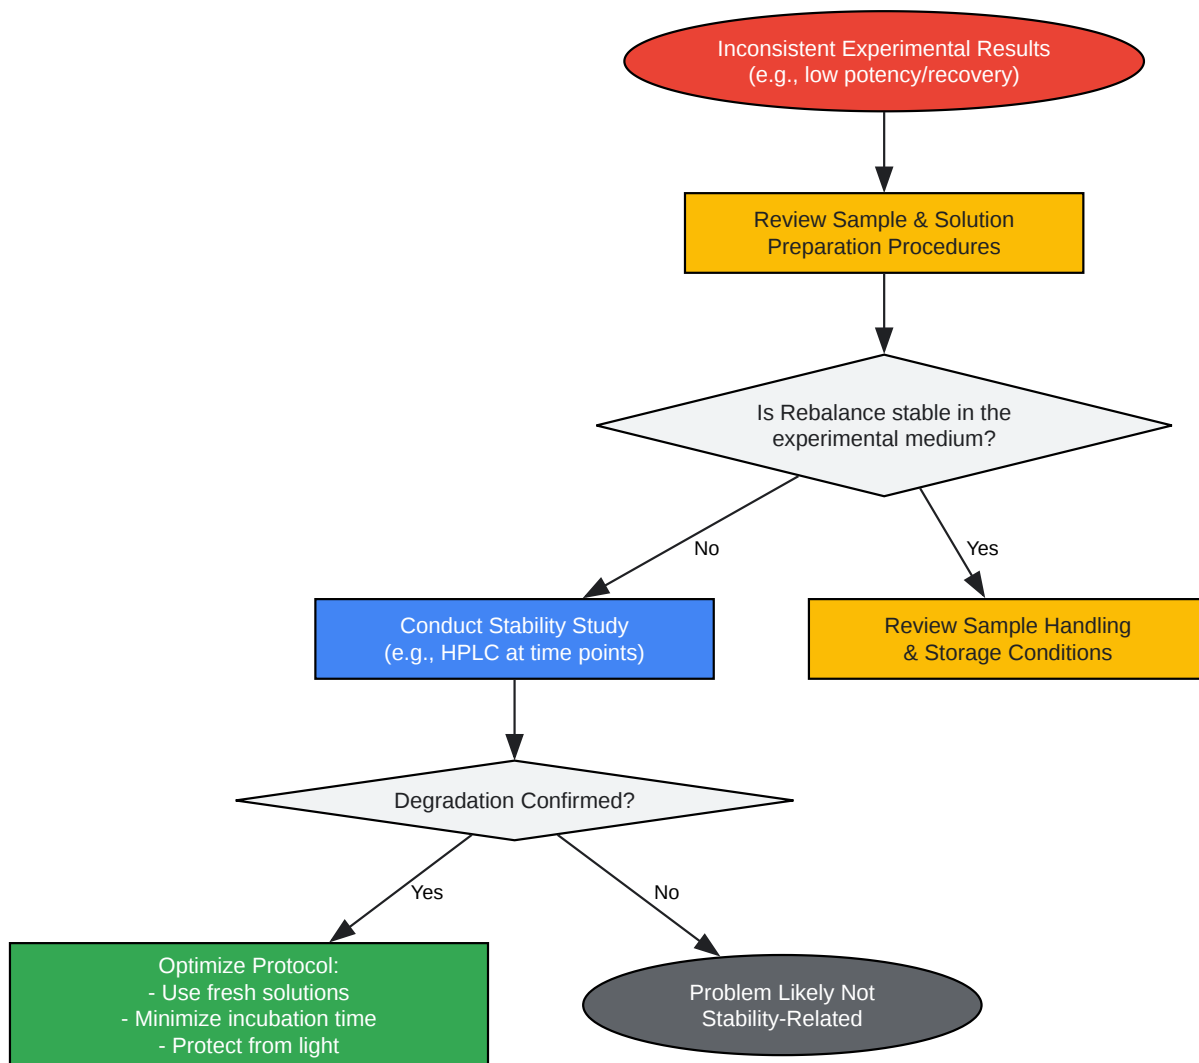 Inconsistent Experimental Results
(e.g., low potency/recovery)
Review Sample & Solution
Preparation Procedures
Is Rebalance stable in the
experimental medium?
No
Yes
Conduct Stability Study
(e.g., HPLC at time points)
Review Sample Handling
& Storage Conditions
Degradation Confirmed?
Yes
No
Optimize Protocol:
- Use fresh solutions
- Minimize incubation time
- Protect from light
Problem Likely Not
Stability-Related